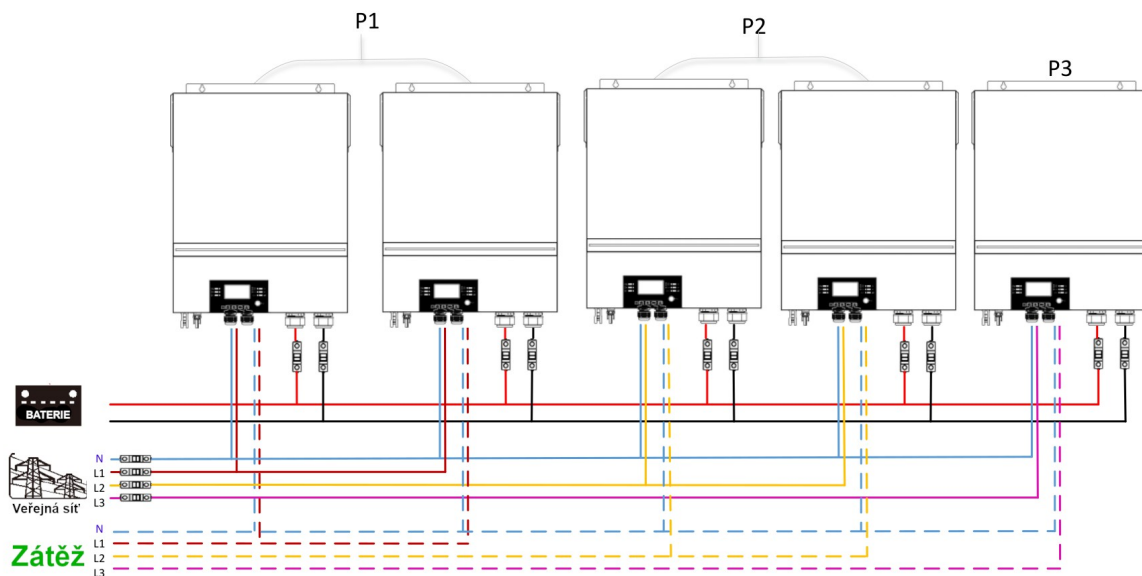 P1
P2
P3
BATERIE
N
L1
L2
L3
Veřejná síť
N
L1
L2
L3
Zátěž